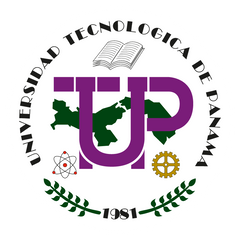 UNIVERSIDAD TECNOLOGICA DE PANAMA
UTP
1981